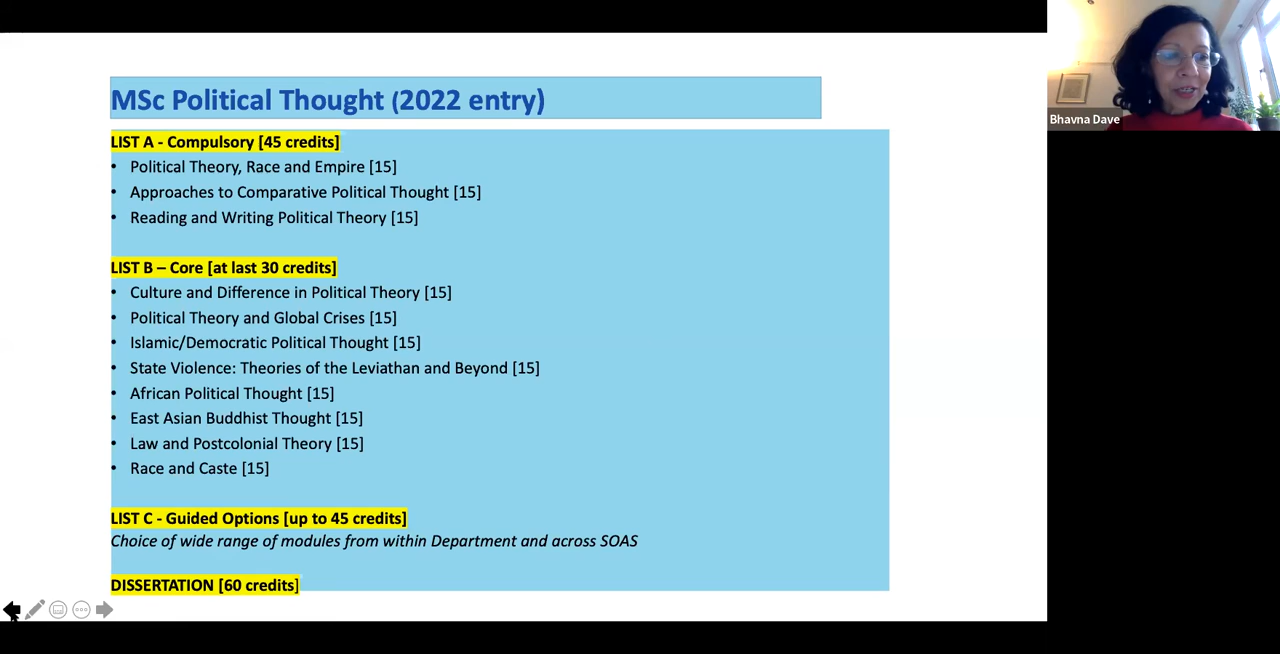 MSc Political Thought (2022 entry)
LIST A - Compulsory [45 credits]
• Political Theory, Race and Empire [15]
• Approaches to Comparative Political Thought [15]
• Reading and Writing Political Theory [15]
LIST B – Core [at last 30 credits]
• Culture and Difference in Political Theory [15]
• Political Theory and Global Crises [15]
• Islamic/Democratic Political Thought [15]
• State Violence: Theories of the Leviathan and Beyond [15]
• African Political Thought [15]
• East Asian Buddhist Thought [15]
• Law and Postcolonial Theory [15]
• Race and Caste [15]
LIST C - Guided Options [up to 45 credits]
Choice of wide range of modules from within Department and across SOAS
DISSERTATION [60 credits]
Bhavna Dave